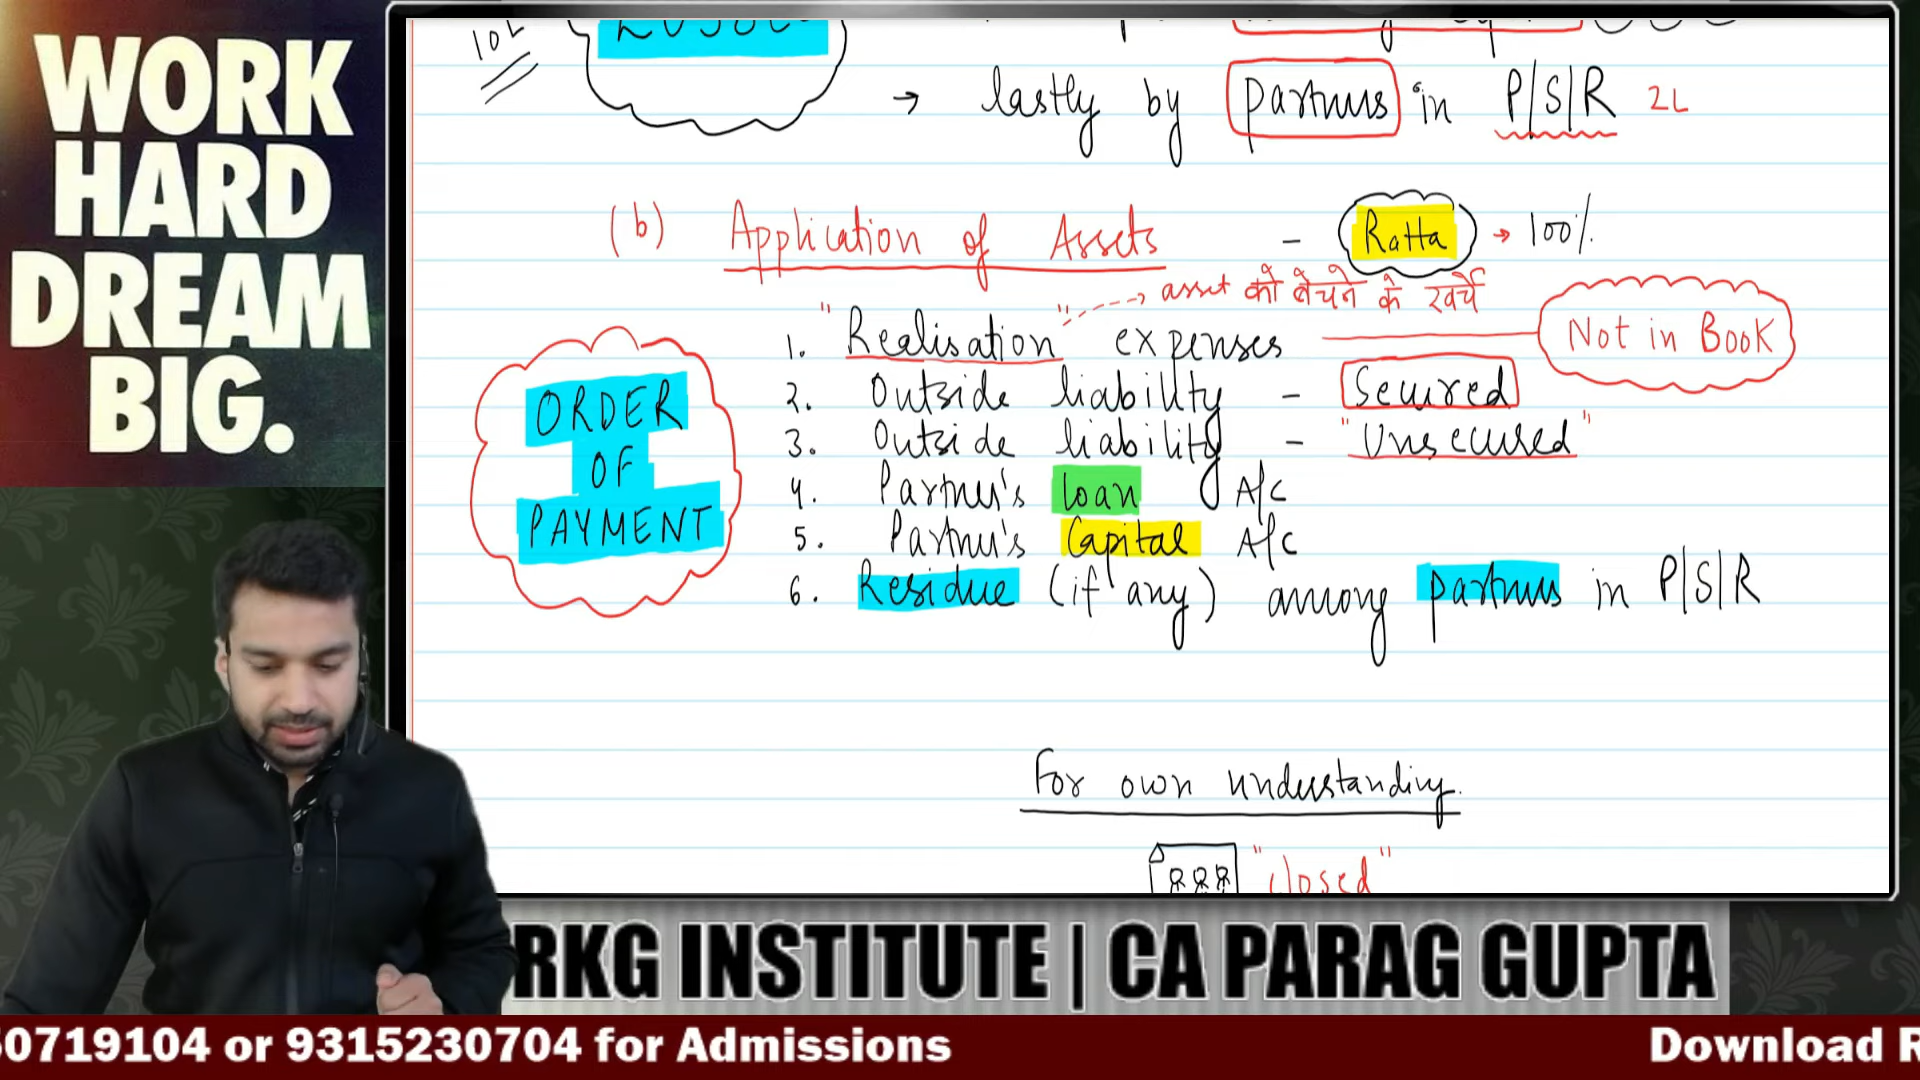 WORK
HARD
DREAM
BIG.
10L
→ lastly by partners in P/S/R 2L
(b) Application of Assets - Ratta → 100%
asset को बेचने के खर्चे
1. "Realisation" expenses
Not in Book
2. Outside liability - Secured
3. Outside liability - "Unsecured"
4. Partner's loan A/C
5. Partner's Capital A/C
6. Residue (if any) among partners in P/S/R
ORDER
OF
PAYMENT
For own understanding.
"closed"
RKG INSTITUTE | CA PARAG GUPTA
50719104 or 9315230704 for Admissions
Download R